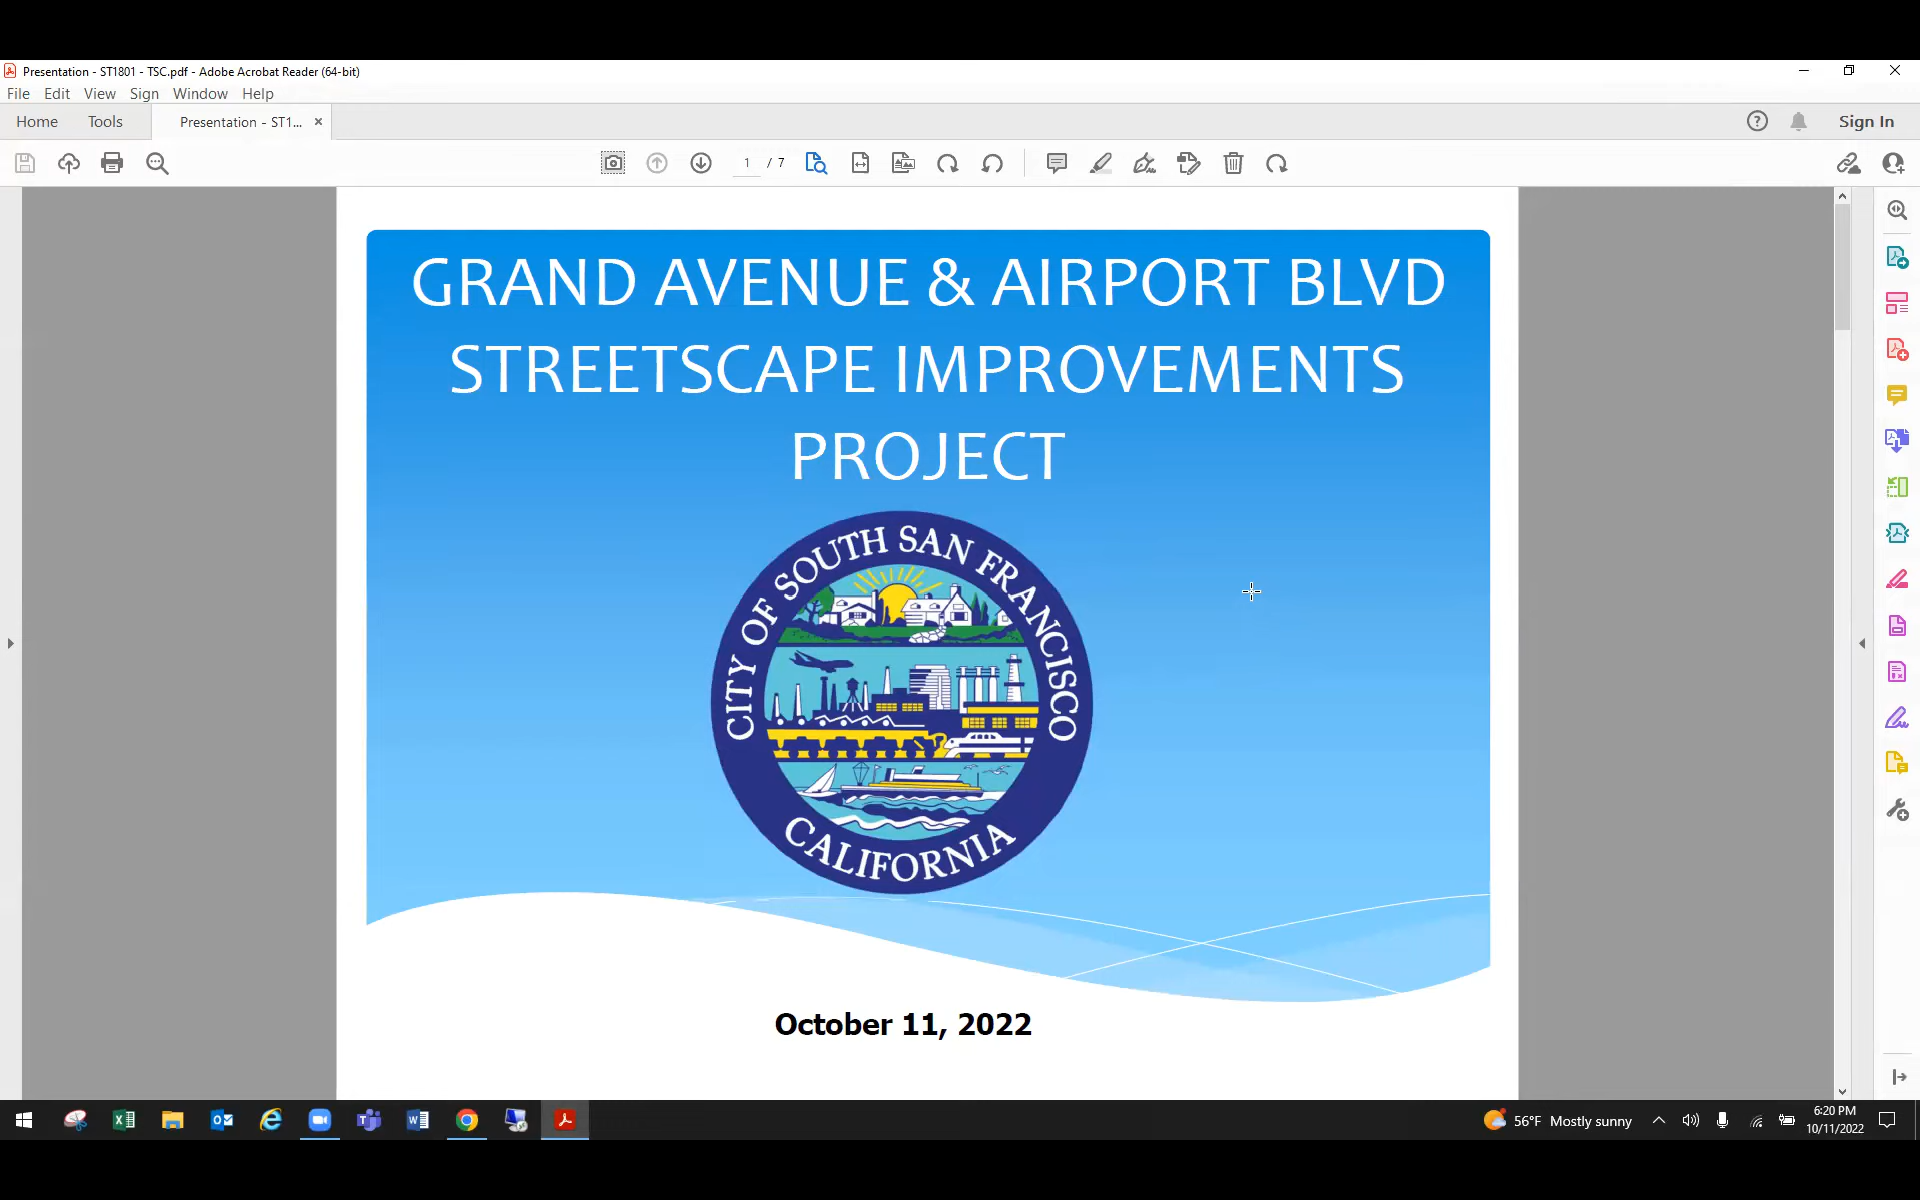 Presentation - ST1801 - TSC.pdf - Adobe Acrobat Reader (64-bit)
File Edit View Sign Window Help
Home Tools Presentation - ST1... × Sign In
1 / 7
GRAND AVENUE & AIRPORT BLVD
STREETSCAPE IMPROVEMENTS
PROJECT
CITY OF SOUTH SAN FRANCISCO
CALIFORNIA
October 11, 2022
56°F Mostly sunny
6:20 PM
10/11/2022